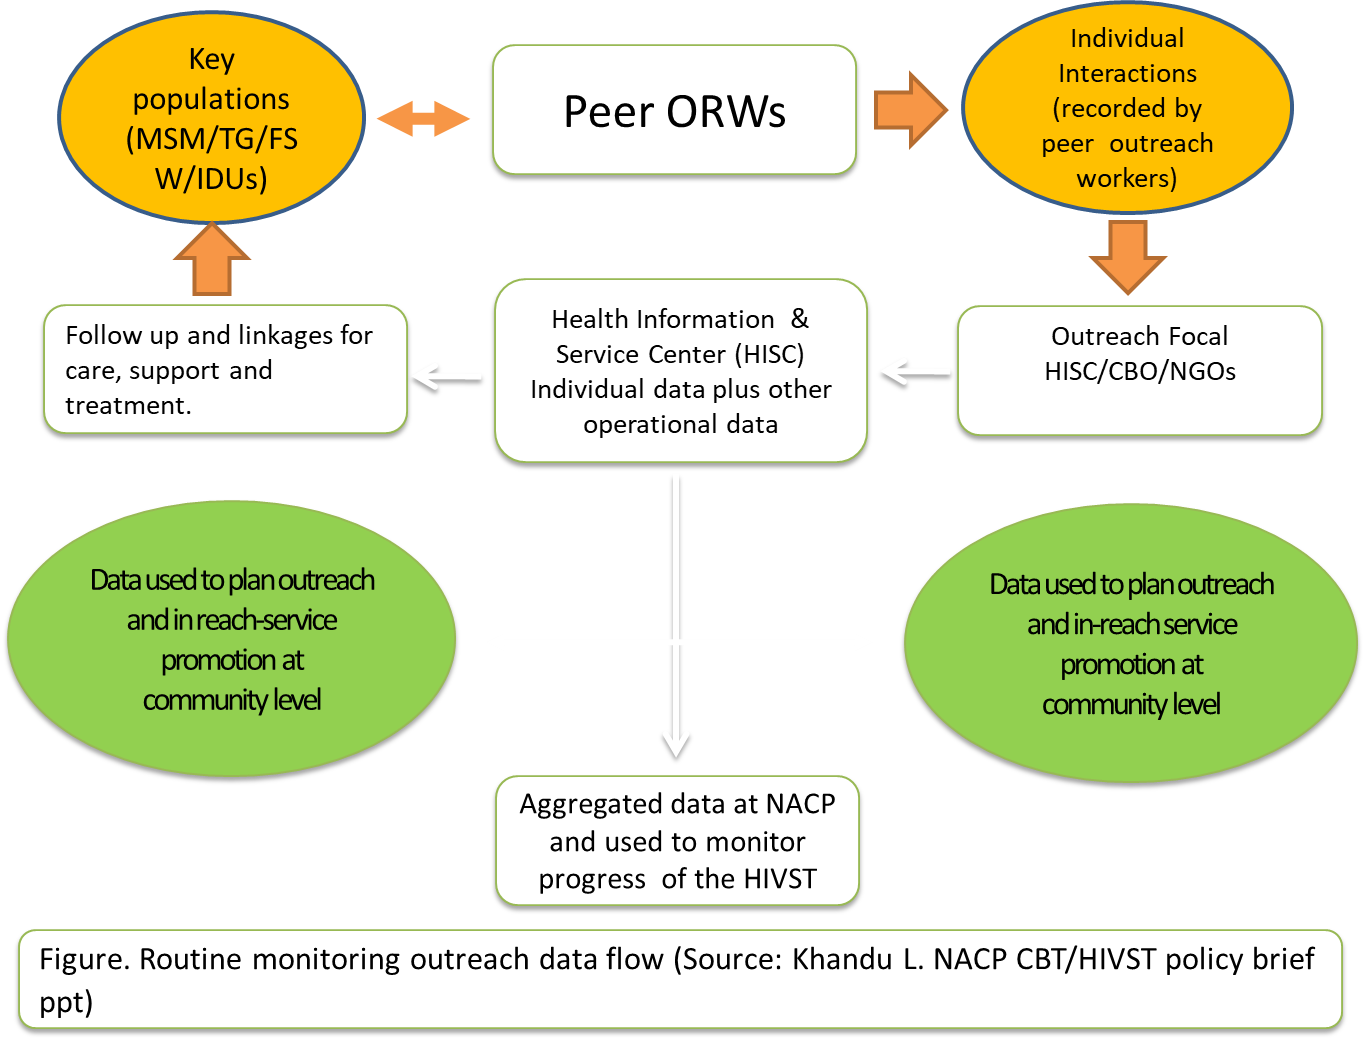 Key
populations
(MSM/TG/FS
W/IDUs)
Peer ORWs
Individual
Interactions
(recorded by
peer outreach
workers)
Follow up and linkages for
care, support and
treatment.
Health Information &
Service Center (HISC)
Individual data plus other
operational data
Outreach Focal
HISC/CBO/NGOs
Data used to plan outreach
and in reach-service
promotion at
community level
Data used to plan outreach
and in-reach service
promotion at
community level
Aggregated data at NACP
and used to monitor
progress of the HIVST
Figure. Routine monitoring outreach data flow (Source: Khandu L. NACP CBT/HIVST policy brief
ppt)